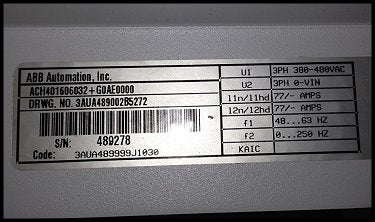 ABB Automation, Inc.
ACH401606032+G0AE0000
DRWG. NO. 3AUA489002B5272
S/N: 489278
Code: 3AUA489999J1030
U1 3PH 380-480VAC
U2 3PH 0-VIN
I1n/I1hd 77/- AMPS
I2n/I2hd 77/- AMPS
f1 48...63 HZ
f2 0...250 HZ
KAIC